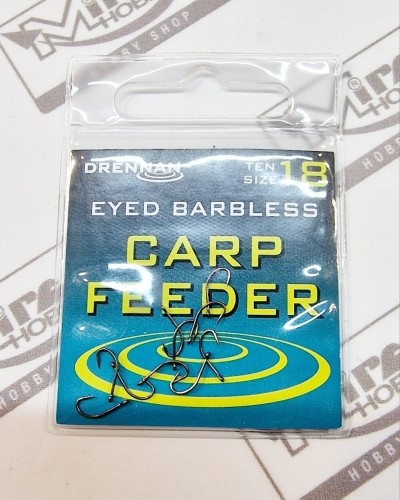 DRENNAN
TEN
SIZE 18
EYED BARBLESS
CARP
FEEDER